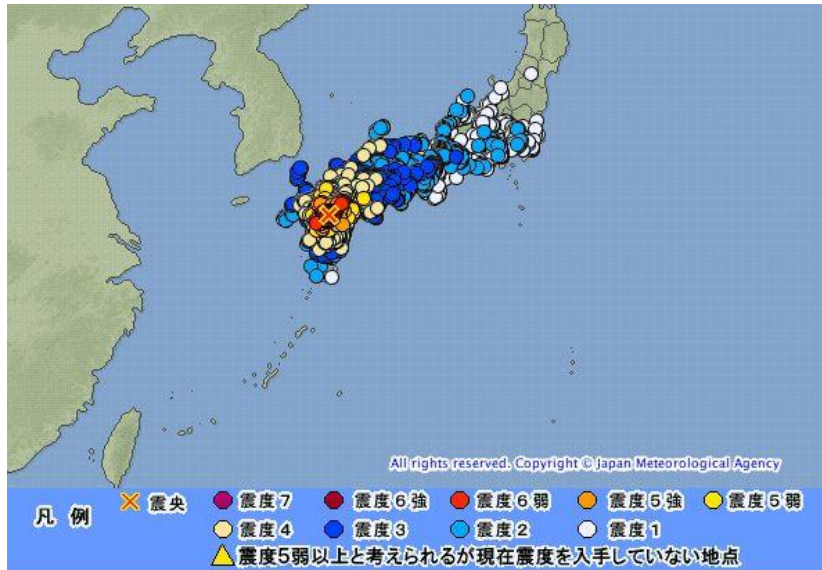 All rights reserved. Copyright © Japan Meteorological Agency
凡 例 震央 震度7 震度6強 震度6弱 震度5強 震度5弱
震度4 震度3 震度2 震度1
震度5弱以上と考えられるが現在震度を入手していない地点